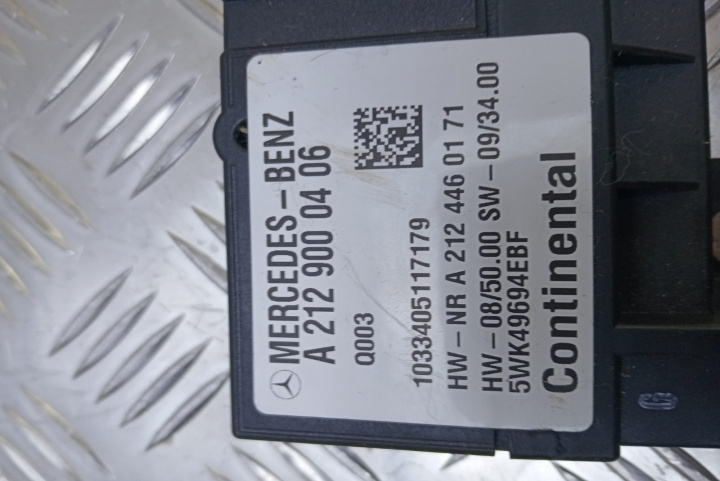 MERCEDES-BENZ
A 212 900 04 06
Q003
1033405117179
HW-NR A 212 446 01 71
HW-08/50.00 SW-09/34.00
5WK49694EBF
Continental